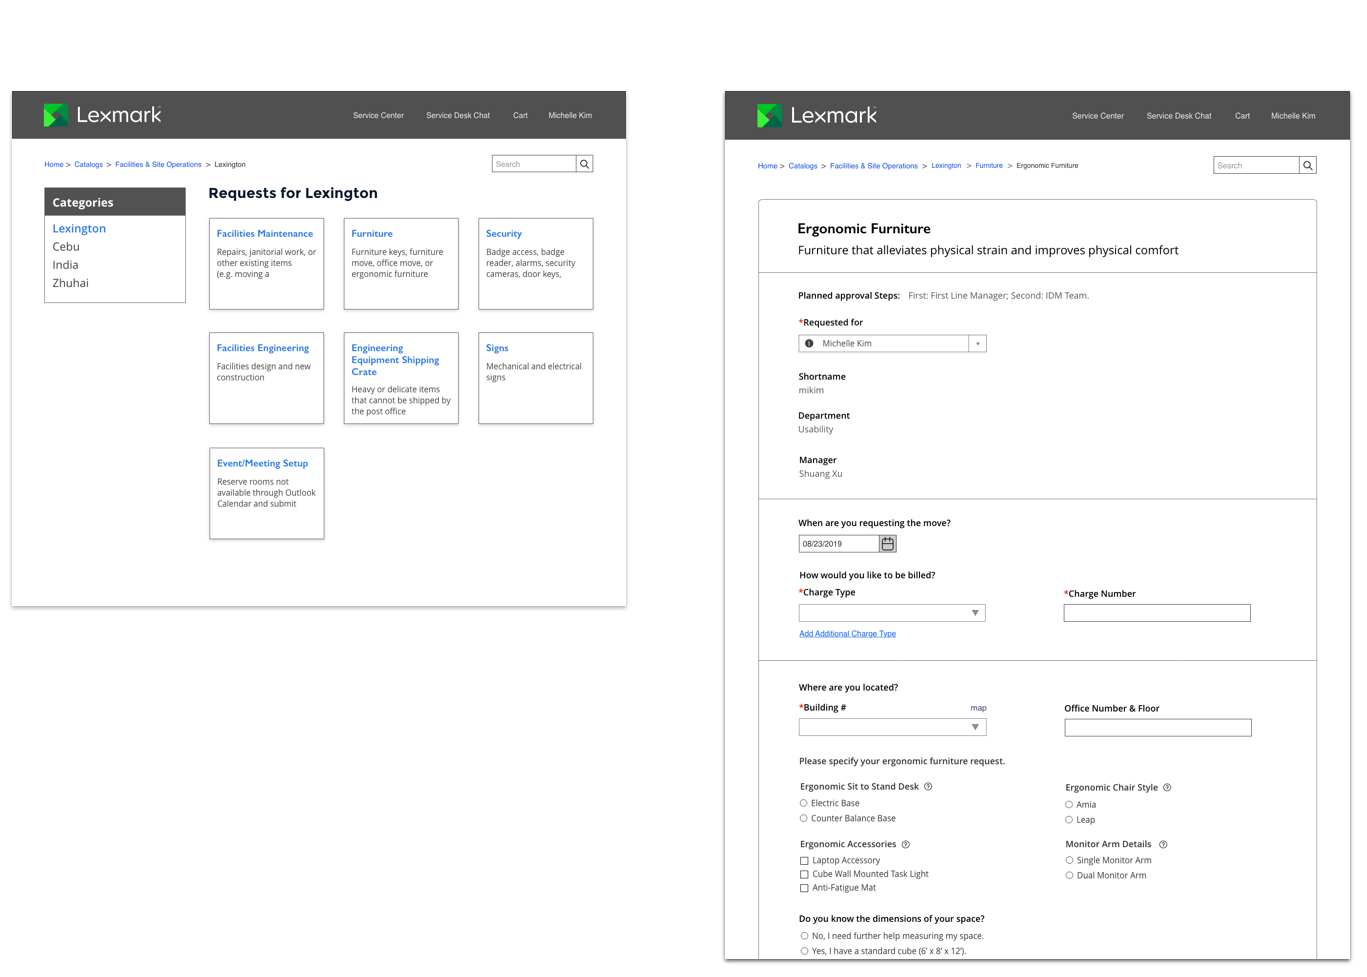 Lexmark
Service Center Service Desk Chat Cart Michelle Kim
Home > Catalogs > Facilities & Site Operations > Lexington
Search
Categories
Lexington
Cebu
India
Zhuhai
Requests for Lexington
Facilities Maintenance
Repairs, janitorial work, or
other existing items
(e.g. moving a
Furniture
Furniture keys, furniture
move, office move, or
ergonomic furniture
Security
Badge access, badge
reader, alarms, security
cameras, door keys,
Facilities Engineering
Facilities design and new
construction
Engineering
Equipment Shipping
Crate
Heavy or delicate items
that cannot be shipped by
the post office
Signs
Mechanical and electrical
signs
Event/Meeting Setup
Reserve rooms not
available through Outlook
Calendar and submit
Lexmark
Service Center Service Desk Chat Cart Michelle Kim
Home > Catalogs > Facilities & Site Operations > Lexington > Furniture > Ergonomic Furniture
Search
Ergonomic Furniture
Furniture that alleviates physical strain and improves physical comfort
Planned approval Steps: First: First Line Manager; Second: IDM Team.
*Requested for
Michelle Kim
Shortname
mikim
Department
Usability
Manager
Shuang Xu
When are you requesting the move?
08/23/2019
How would you like to be billed?
*Charge Type
*Charge Number
Add Additional Charge Type
Where are you located?
*Building # map
Office Number & Floor
Please specify your ergonomic furniture request.
Ergonomic Sit to Stand Desk ?
Electric Base
Counter Balance Base
Ergonomic Chair Style ?
Amia
Leap
Ergonomic Accessories ?
Laptop Accessory
Cube Wall Mounted Task Light
Anti-Fatigue Mat
Monitor Arm Details ?
Single Monitor Arm
Dual Monitor Arm
Do you know the dimensions of your space?
No, I need further help measuring my space.
Yes, I have a standard cube (6' x 8' x 12').